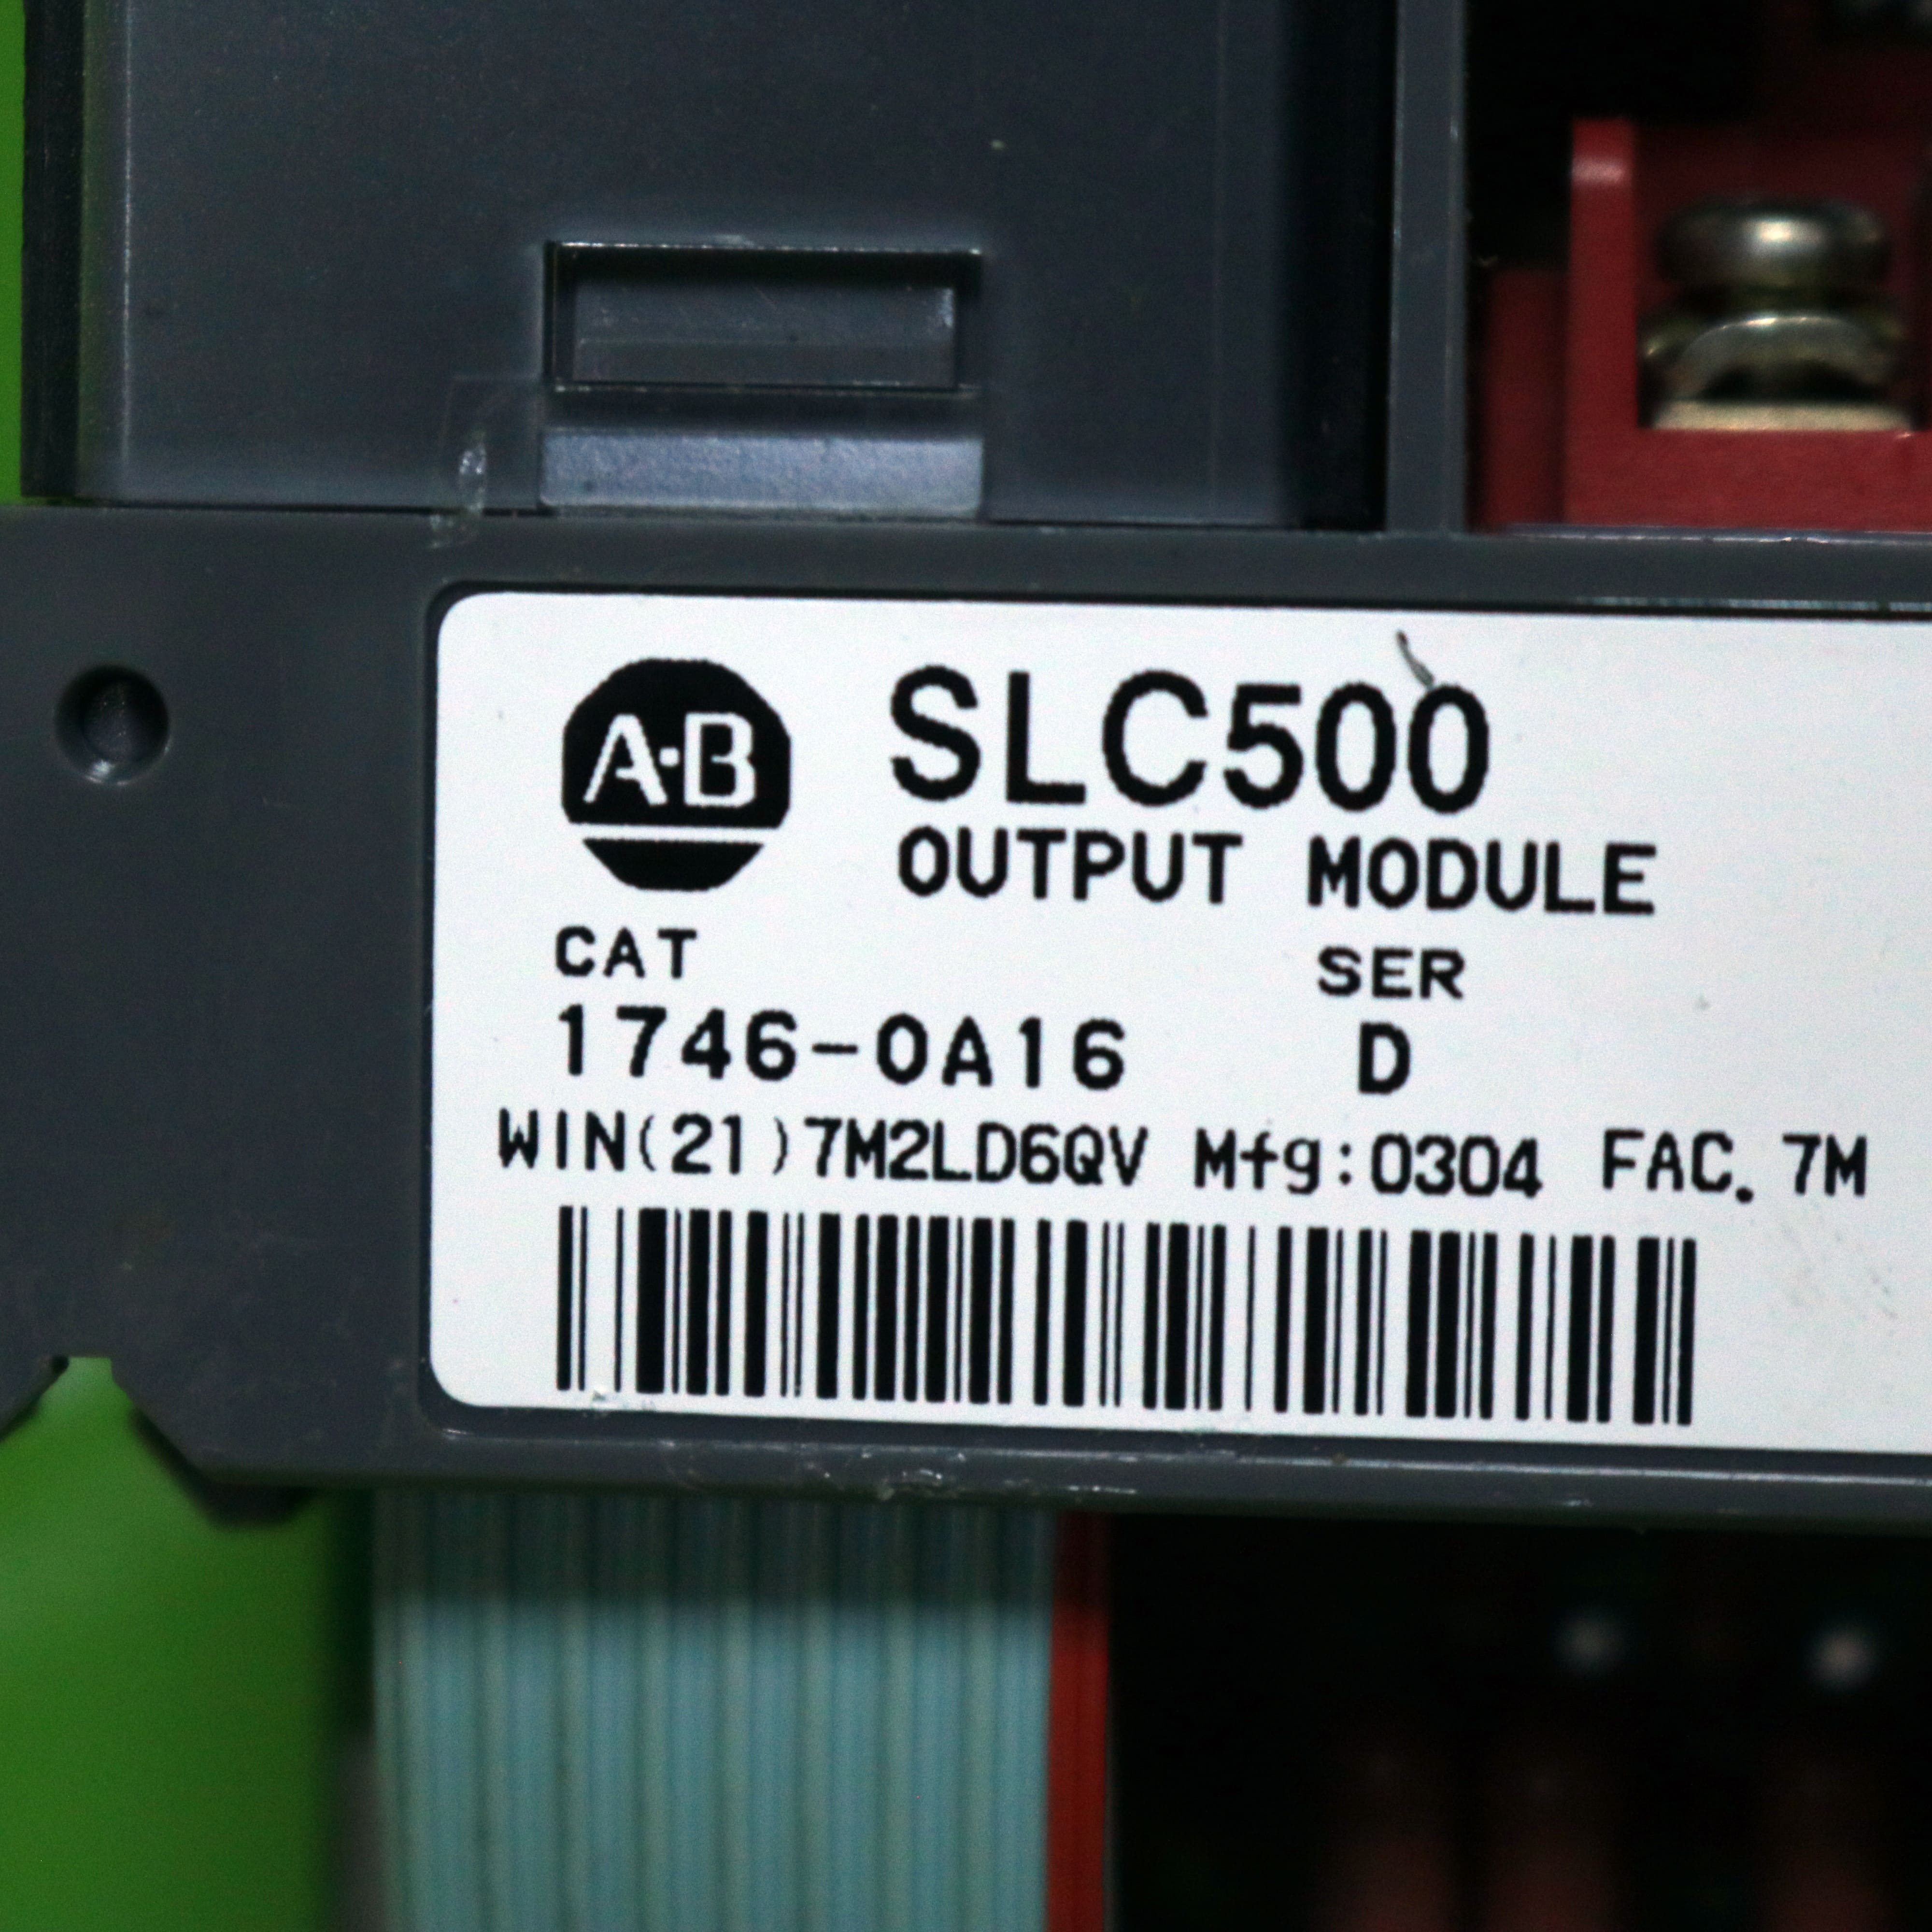 A-B SLC500
OUTPUT MODULE
CAT SER
1746-OA16 D
WIN(21)7M2LD6QV Mfg:0304 FAC. 7M